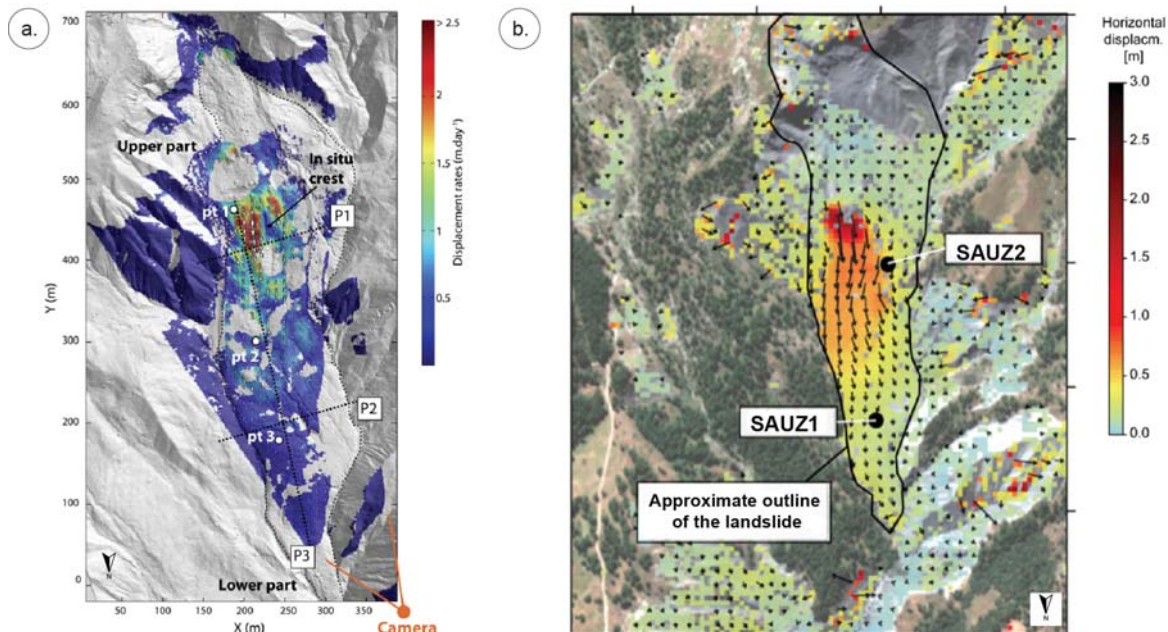 a.
700
600
500
400
300
200
100
0
Y (m)
10
50
100
150
200
250
300
350
X (m)
Upper part
In situ
crest
pt 1
P1
pt 2
P2
pt 3
P3
Lower part
Camera
N
> 2.5
2
1.5
1
0.5
Displacement rates (m.day⁻¹)
b.
SAUZ2
SAUZ1
Approximate outline
of the landslide
N
Horizontal
displacm.
[m]
3.0
2.5
2.0
1.5
1.0
0.5
0.0